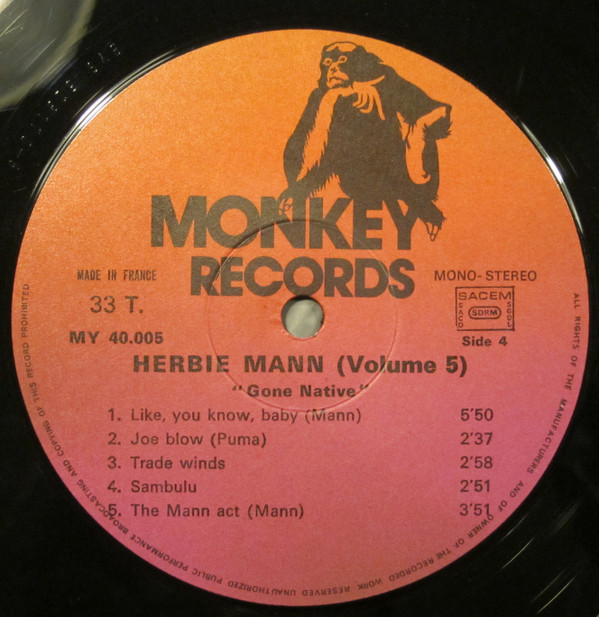 MONKEY
RECORDS
MADE IN FRANCE
33 T.
MY 40.005
MONO-STEREO
SACEM
SACD
SDRM
SGDL
Side 4
HERBIE MANN (Volume 5)
"Gone Native"
1. Like, you know, baby (Mann) 5'50
2. Joe blow (Puma) 2'37
3. Trade winds 2'58
4. Sambulu 2'51
5. The Mann act (Mann) 3'51
ALL RIGHTS OF THE MANUFACTURERS AND OF OWNER OF THE RECORDED WORK RESERVED UNAUTHORIZED PUBLIC PERFORMANCE BROADCASTING AND COPYING OF THIS RECORD PROHIBITED